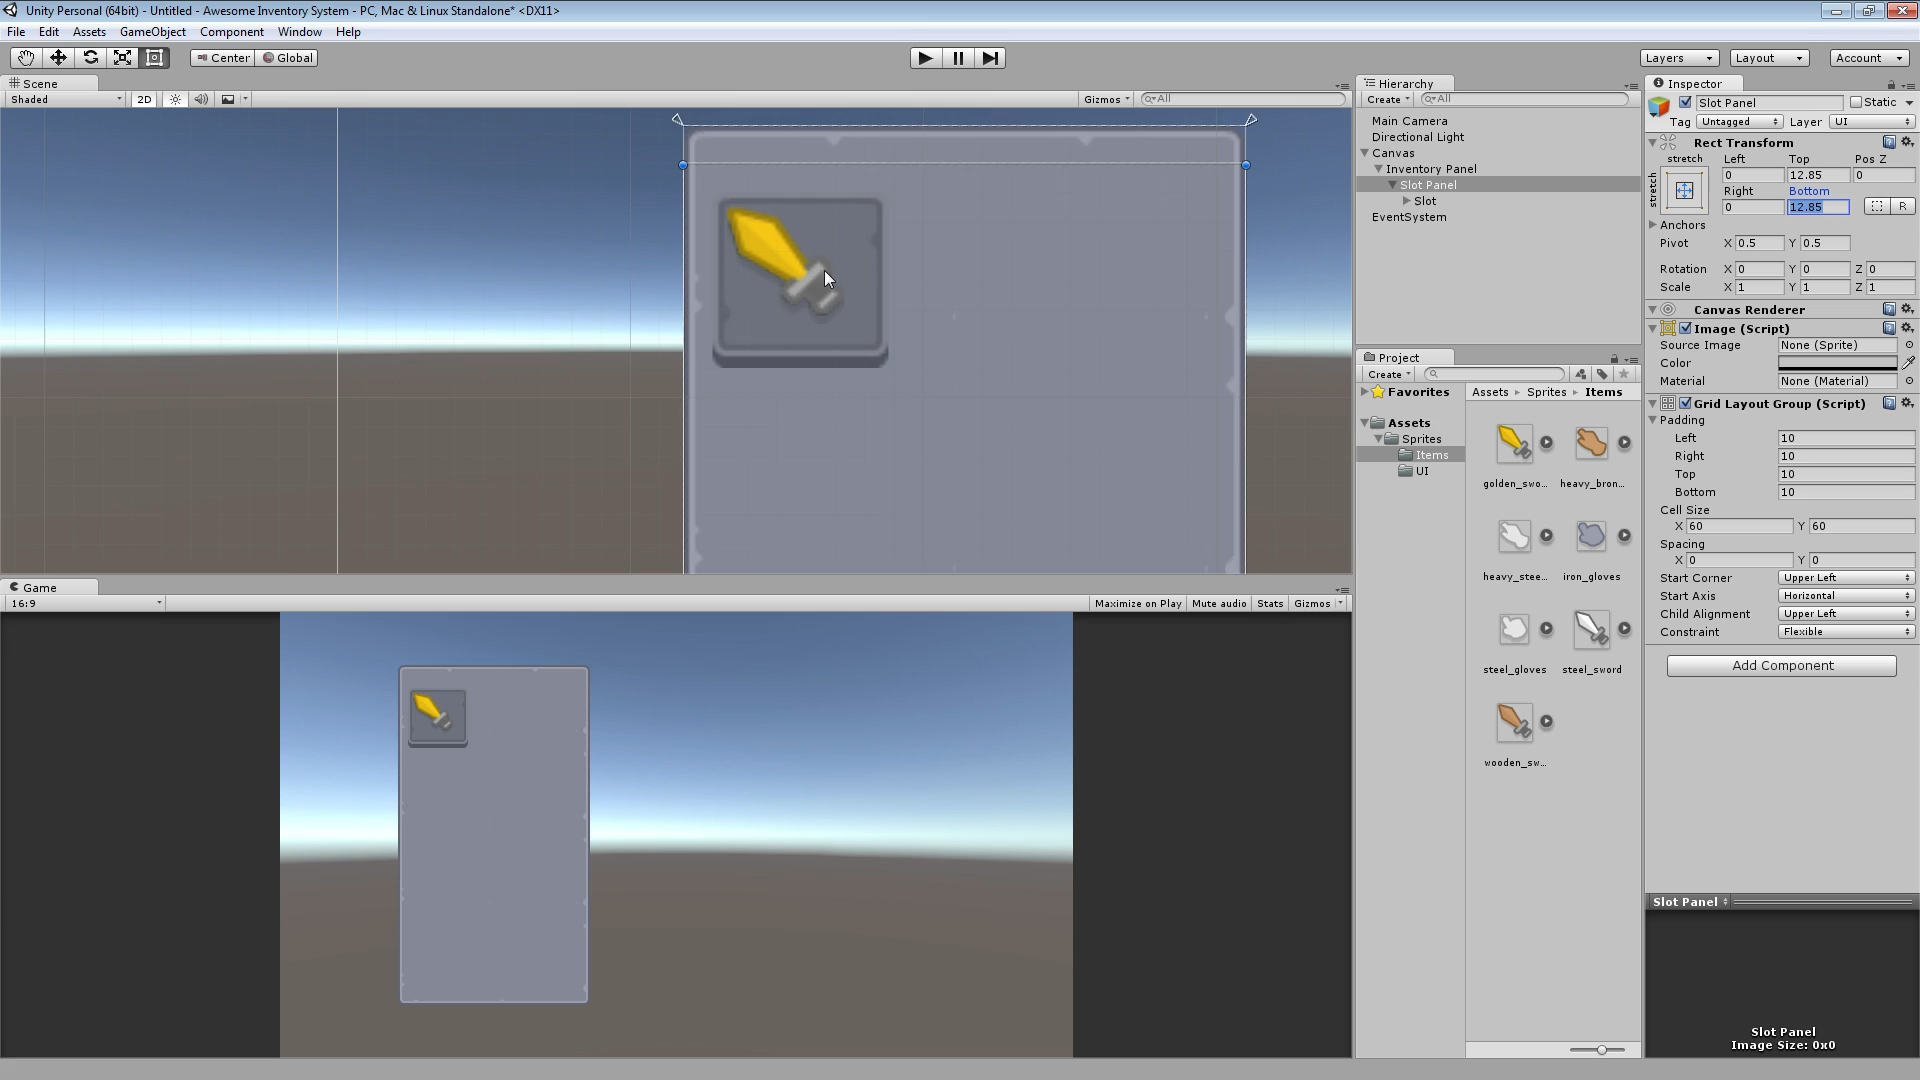 Unity Personal (64bit) - Untitled - Awesome Inventory System - PC, Mac & Linux Standalone* <DX11>
File Edit Assets GameObject Component Window Help
Center Global
Layers Layout Account
Scene
Shaded 2D Gizmos All
Game
16:9 Maximize on Play Mute audio Stats Gizmos
Hierarchy
Create All
Main Camera
Directional Light
Canvas
Inventory Panel
Slot Panel
Slot
EventSystem
Project
Create
Favorites
Assets
Sprites
Items
UI
Assets Sprites Items
golden_swo... heavy_bron...
heavy_stee... iron_gloves
steel_gloves steel_sword
wooden_sw...
Inspector
Slot Panel Static
Tag Untagged Layer UI
Rect Transform
stretch Left Top Pos Z
stretch 0 12.85 0
Right Bottom
0 12.85 R
Anchors
Pivot X 0.5 Y 0.5
Rotation X 0 Y 0 Z 0
Scale X 1 Y 1 Z 1
Canvas Renderer
Image (Script)
Source Image None (Sprite)
Color
Material None (Material)
Grid Layout Group (Script)
Padding
Left 10
Right 10
Top 10
Bottom 10
Cell Size
X 60 Y 60
Spacing
X 0 Y 0
Start Corner Upper Left
Start Axis Horizontal
Child Alignment Upper Left
Constraint Flexible
Add Component
Slot Panel
Slot Panel
Image Size: 0x0